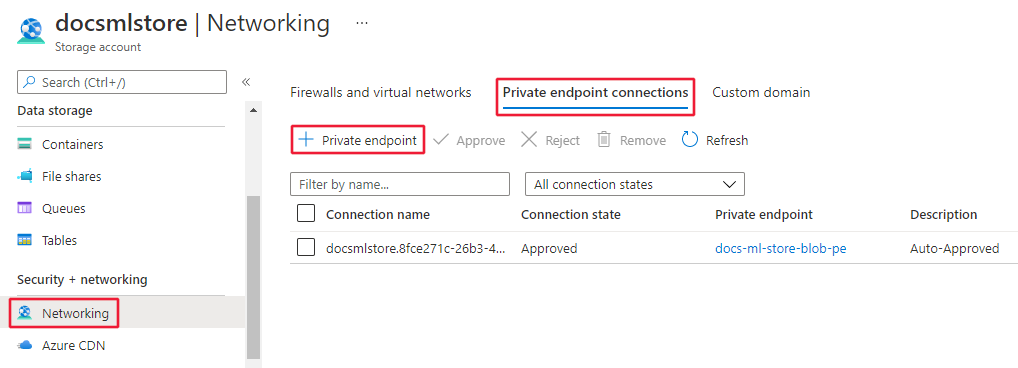 docsmlstore | Networking ...
Storage account
Search (Ctrl+/)
«
Data storage
Containers
File shares
Queues
Tables
Security + networking
Networking
Azure CDN
Firewalls and virtual networks Private endpoint connections Custom domain
+ Private endpoint Approve Reject Remove Refresh
Filter by name... All connection states
Connection name Connection state Private endpoint Description
docsmlstore.8fce271c-26b3-4... Approved docs-ml-store-blob-pe Auto-Approved